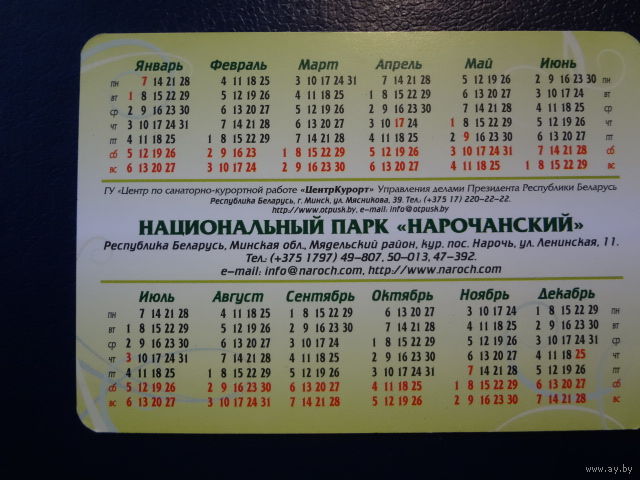 Январь Февраль Март Апрель Май Июнь
пн 7 14 21 28 4 11 18 25 3 10 17 24 31 7 14 21 28 5 12 19 26 2 9 16 23 30 пн
вт 1 8 15 22 29 5 12 19 26 4 11 18 25 1 8 15 22 29 6 13 20 27 3 10 17 24 вт
ср 2 9 16 23 30 6 13 20 27 5 12 19 26 2 9 16 23 30 7 14 21 28 4 11 18 25 ср
чт 3 10 17 24 31 7 14 21 28 6 13 20 27 3 10 17 24 1 8 15 22 29 5 12 19 26 чт
пт 4 11 18 25 1 8 15 22 29 7 14 21 28 4 11 18 25 2 9 16 23 30 6 13 20 27 пт
сб 5 12 19 26 2 9 16 23 1 8 15 22 29 5 12 19 26 3 10 17 24 31 7 14 21 28 сб
вс 6 13 20 27 3 10 17 24 2 9 16 23 30 6 13 20 27 4 11 18 25 1 8 15 22 29 вс
ГУ «Центр по санаторно-курортной работе «ЦентрКурорт» Управления делами Президента Республики Беларусь
Республика Беларусь, г. Минск, ул. Мясникова, 39. Тел.: (+375 17) 220-22-22.
http://www.otpusk.by, e-mail: info@otpusk.by
НАЦИОНАЛЬНЫЙ ПАРК «НАРОЧАНСКИЙ»
Республика Беларусь, Минская обл., Мядельский район, кур. пос. Нарочь, ул. Ленинская, 11.
Тел.: (+375 1797) 49-807, 50-013, 47-392.
e-mail: info@naroch.com, http://www.naroch.com
Июль Август Сентябрь Октябрь Ноябрь Декабрь
пн 7 14 21 28 4 11 18 25 1 8 15 22 29 6 13 20 27 3 10 17 24 1 8 15 22 29 пн
вт 1 8 15 22 29 5 12 19 26 2 9 16 23 30 7 14 21 28 4 11 18 25 2 9 16 23 30 вт
ср 2 9 16 23 30 6 13 20 27 3 10 17 24 1 8 15 22 29 5 12 19 26 3 10 17 24 31 ср
чт 3 10 17 24 31 7 14 21 28 4 11 18 25 2 9 16 23 30 6 13 20 27 4 11 18 25 чт
пт 4 11 18 25 1 8 15 22 29 5 12 19 26 3 10 17 24 31 7 14 21 28 5 12 19 26 пт
сб 5 12 19 26 2 9 16 23 30 6 13 20 27 4 11 18 25 1 8 15 22 29 6 13 20 27 сб
вс 6 13 20 27 3 10 17 24 31 7 14 21 28 5 12 19 26 2 9 16 23 30 7 14 21 28 вс
www.ay.by